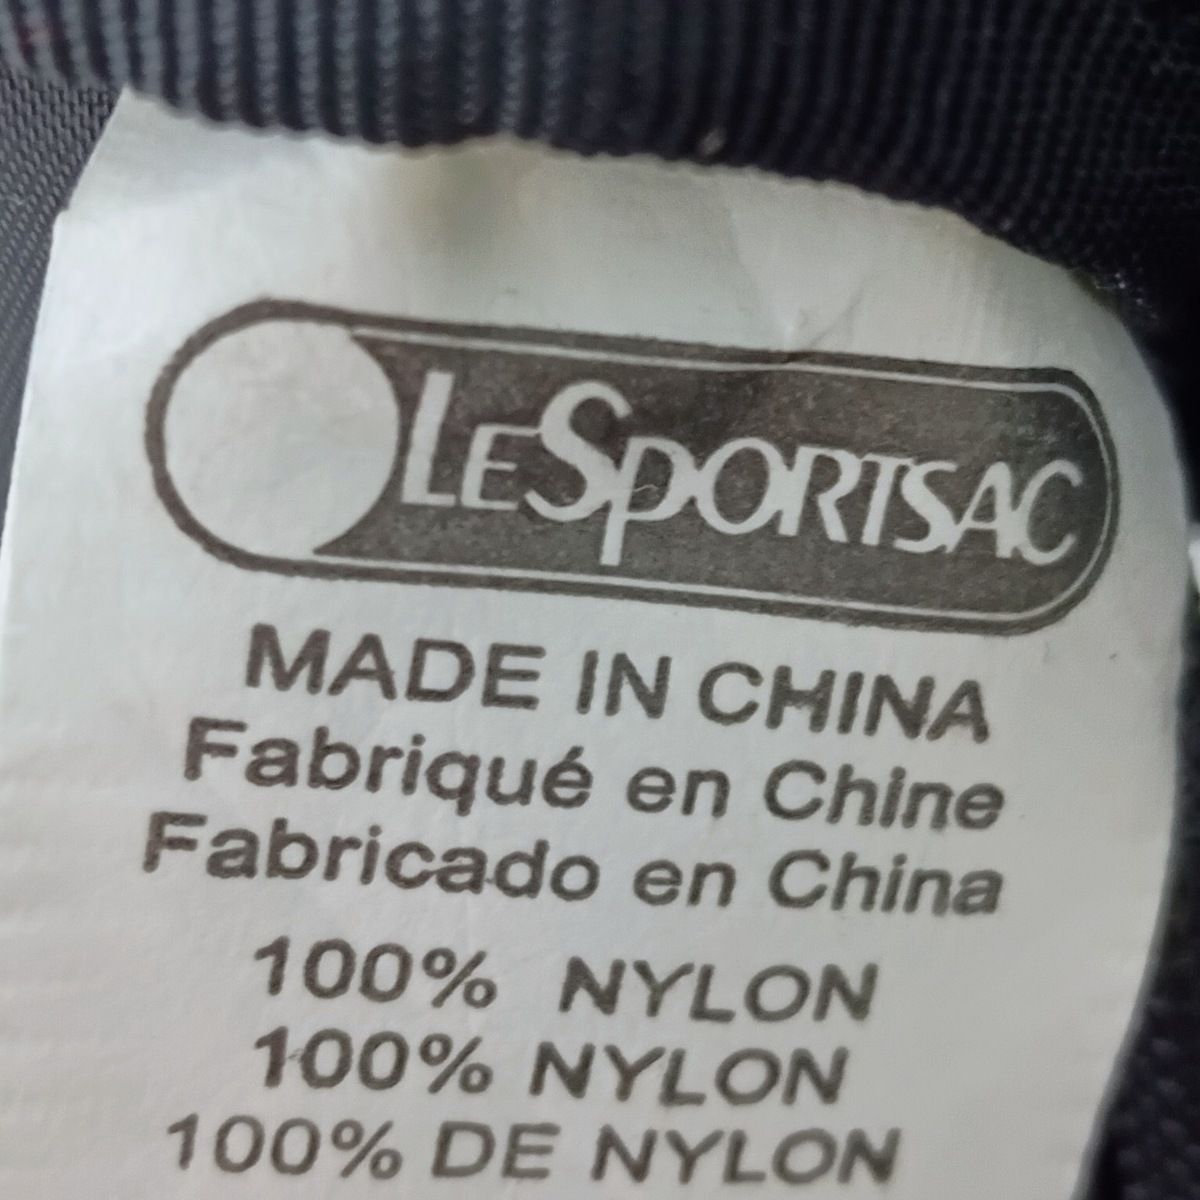 LESPORTSAC
MADE IN CHINA
Fabriqué en Chine
Fabricado en China
100% NYLON
100% NYLON
100% DE NYLON